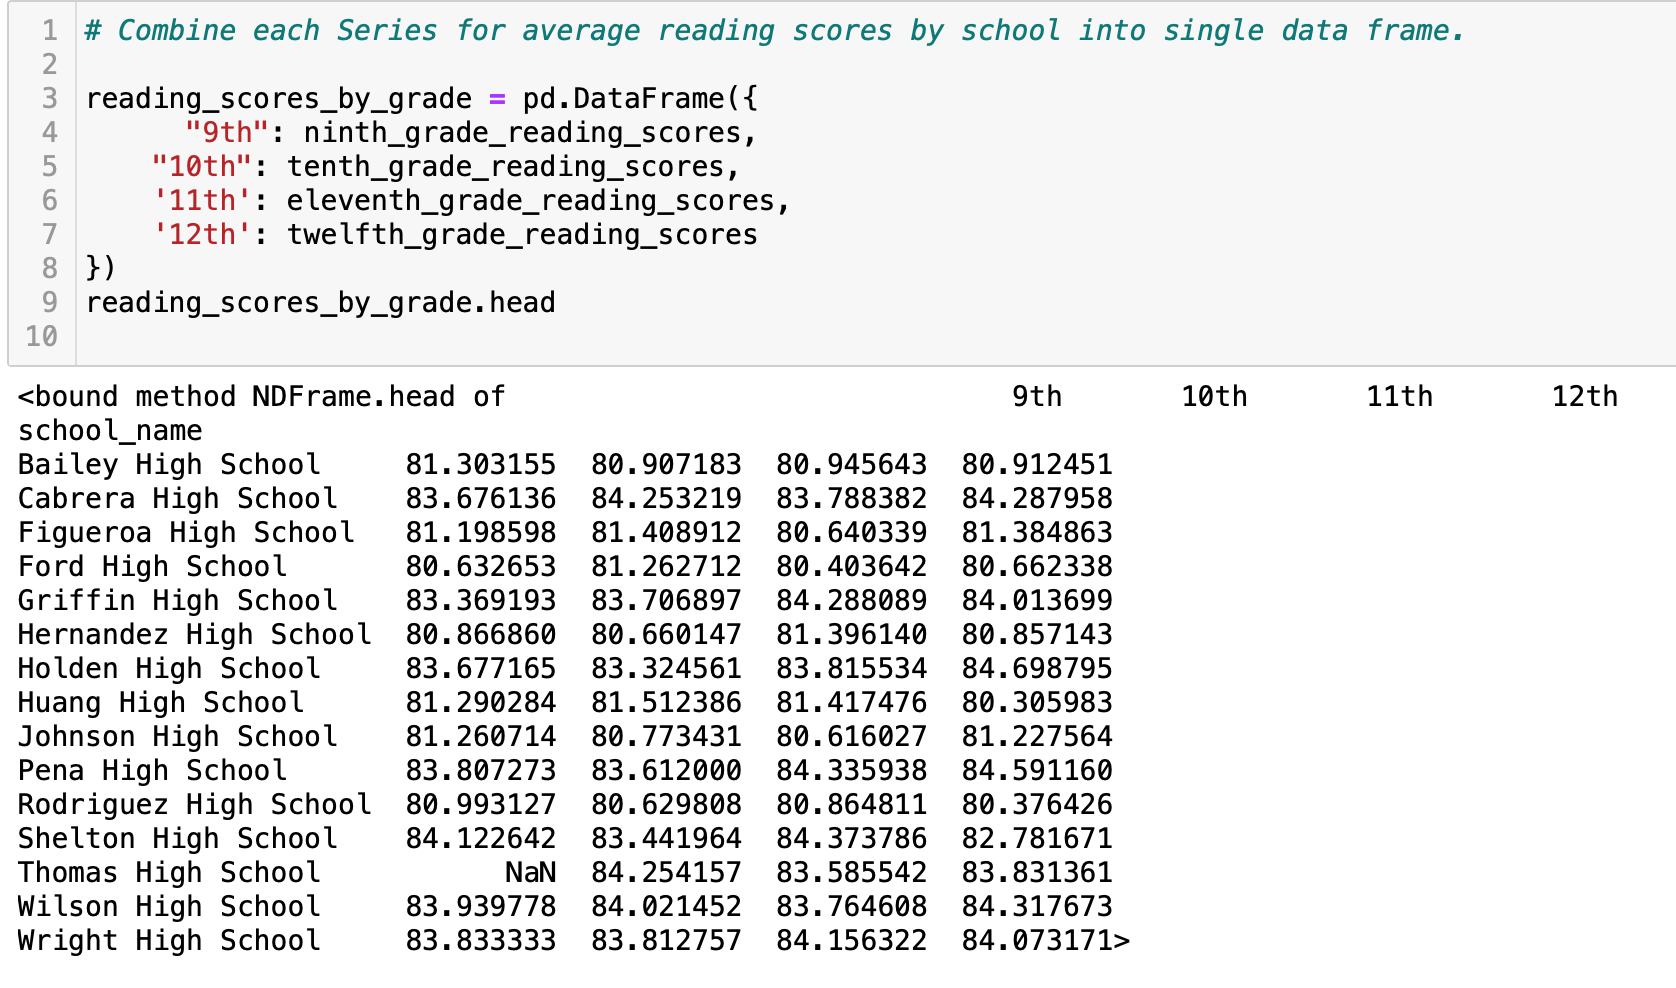 1 # Combine each Series for average reading scores by school into single data frame.
2
3 reading_scores_by_grade = pd.DataFrame({
4       "9th": ninth_grade_reading_scores,
5     "10th": tenth_grade_reading_scores,
6     '11th': eleventh_grade_reading_scores,
7     '12th': twelfth_grade_reading_scores
8 })
9 reading_scores_by_grade.head
10
<bound method NDFrame.head of                              9th       10th       11th       12th
school_name
Bailey High School     81.303155  80.907183  80.945643  80.912451
Cabrera High School    83.676136  84.253219  83.788382  84.287958
Figueroa High School   81.198598  81.408912  80.640339  81.384863
Ford High School       80.632653  81.262712  80.403642  80.662338
Griffin High School    83.369193  83.706897  84.288089  84.013699
Hernandez High School  80.866860  80.660147  81.396140  80.857143
Holden High School     83.677165  83.324561  83.815534  84.698795
Huang High School      81.290284  81.512386  81.417476  80.305983
Johnson High School    81.260714  80.773431  80.616027  81.227564
Pena High School       83.807273  83.612000  84.335938  84.591160
Rodriguez High School  80.993127  80.629808  80.864811  80.376426
Shelton High School    84.122642  83.441964  84.373786  82.781671
Thomas High School           NaN  84.254157  83.585542  83.831361
Wilson High School     83.939778  84.021452  83.764608  84.317673
Wright High School     83.833333  83.812757  84.156322  84.073171>